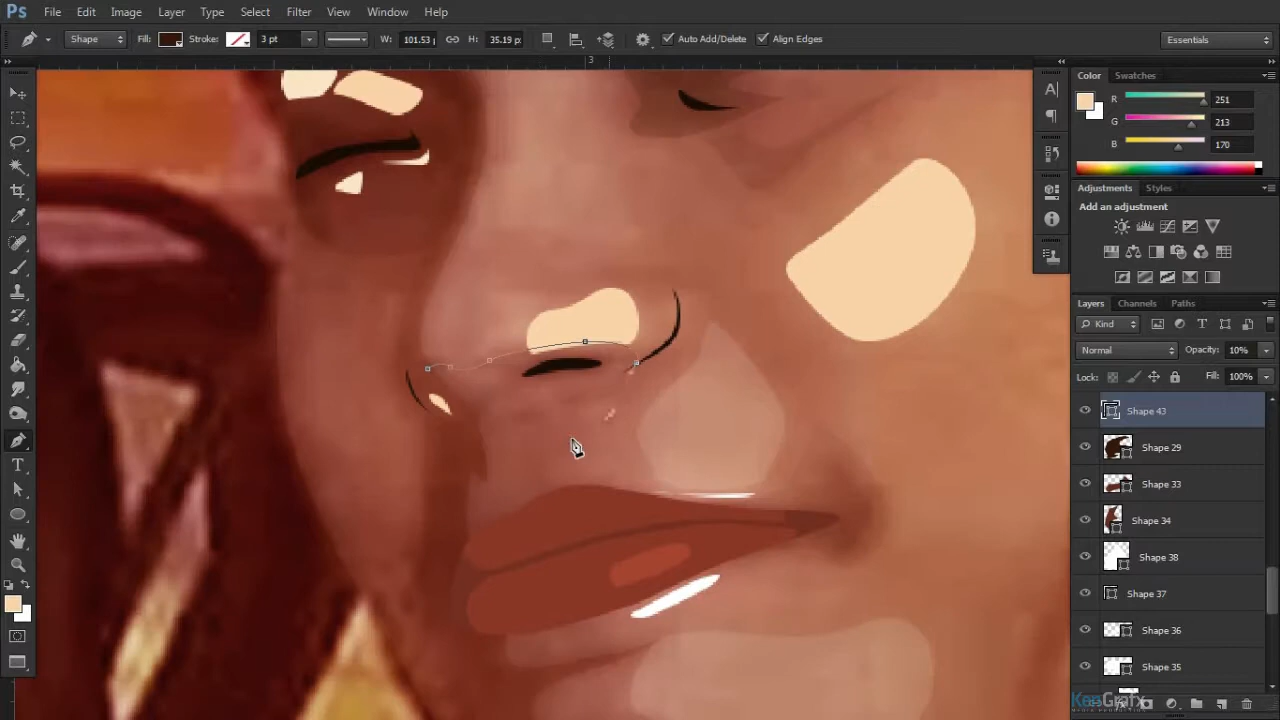 Ps File Edit Image Layer Type Select Filter View Window Help
Shape Fill: Stroke: 3 pt W: 101.53 p H: 35.19 px Auto Add/Delete Align Edges Essentials
3
Color Swatches
R 251
G 213
B 170
Adjustments Styles
Add an adjustment
Layers Channels Paths
Kind
Normal Opacity: 10%
Lock: Fill: 100%
Shape 43
Shape 29
Shape 33
Shape 34
Shape 38
Shape 37
Shape 36
Shape 35
KenGrafx